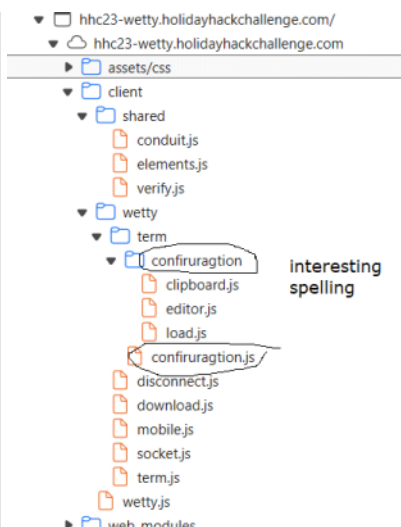 hhc23-wetty.holidayhackchallenge.com/
hhc23-wetty.holidayhackchallenge.com
assets/css
client
shared
conduit.js
elements.js
verify.js
wetty
term
confiruragtion
interesting
spelling
clipboard.js
editor.js
load.js
confiruragtion.js
disconnect.js
download.js
mobile.js
socket.js
term.js
wetty.js
web_modules